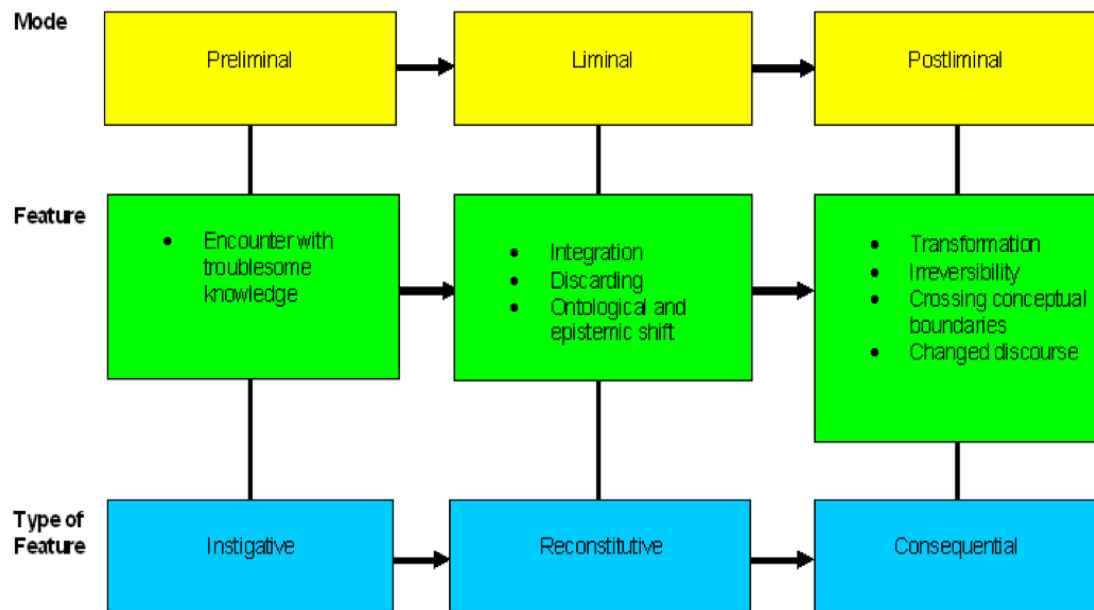 Mode
Preliminal
Liminal
Postliminal
Feature
• Encounter with
troublesome
knowledge
• Integration
• Discarding
• Ontological and
epistemic shift
• Transformation
• Irreversibility
• Crossing conceptual
boundaries
• Changed discourse
Type of
Feature
Instigative
Reconstitutive
Consequential